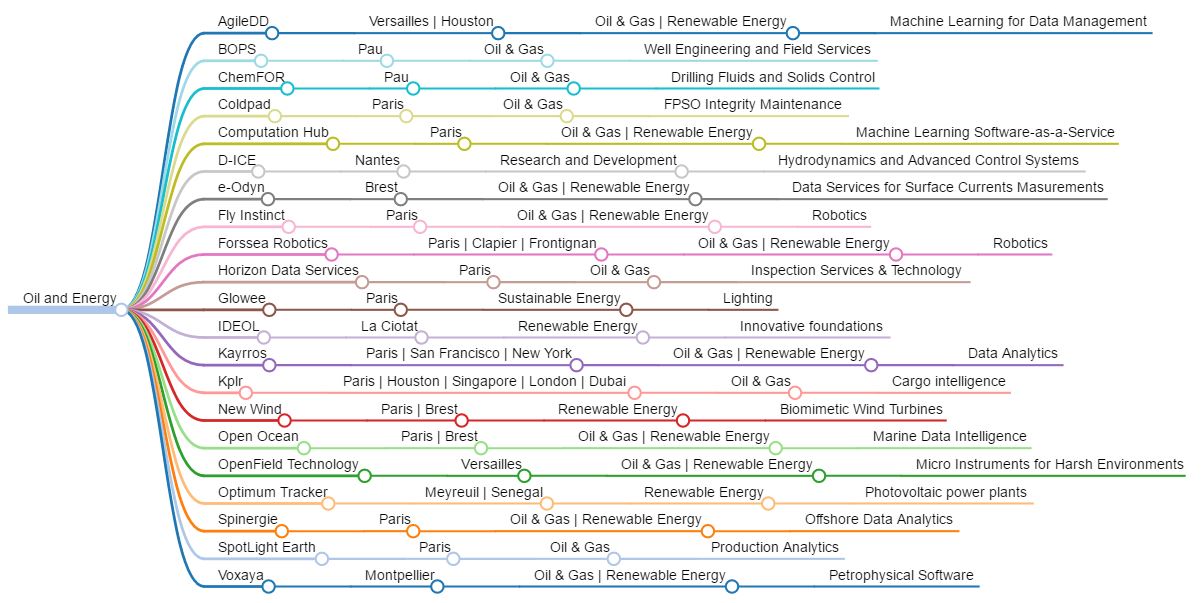 AgileDD Versailles | Houston Oil & Gas | Renewable Energy Machine Learning for Data Management
BOPS Pau Oil & Gas Well Engineering and Field Services
ChemFOR Pau Oil & Gas Drilling Fluids and Solids Control
Coldpad Paris Oil & Gas FPSO Integrity Maintenance
Computation Hub Paris Oil & Gas | Renewable Energy Machine Learning Software-as-a-Service
D-ICE Nantes Research and Development Hydrodynamics and Advanced Control Systems
e-Odyn Brest Oil & Gas | Renewable Energy Data Services for Surface Currents Masurements
Fly Instinct Paris Oil & Gas | Renewable Energy Robotics
Forssea Robotics Paris | Clapier | Frontignan Oil & Gas | Renewable Energy Robotics
Horizon Data Services Paris Oil & Gas Inspection Services & Technology
Oil and Energy Glowee Paris Sustainable Energy Lighting
IDEOL La Ciotat Renewable Energy Innovative foundations
Kayrros Paris | San Francisco | New York Oil & Gas | Renewable Energy Data Analytics
Kplr Paris | Houston | Singapore | London | Dubai Oil & Gas Cargo intelligence
New Wind Paris | Brest Renewable Energy Biomimetic Wind Turbines
Open Ocean Paris | Brest Oil & Gas | Renewable Energy Marine Data Intelligence
OpenField Technology Versailles Oil & Gas | Renewable Energy Micro Instruments for Harsh Environments
Optimum Tracker Meyreuil | Senegal Renewable Energy Photovoltaic power plants
Spinergie Paris Oil & Gas | Renewable Energy Offshore Data Analytics
SpotLight Earth Paris Oil & Gas Production Analytics
Voxaya Montpellier Oil & Gas | Renewable Energy Petrophysical Software